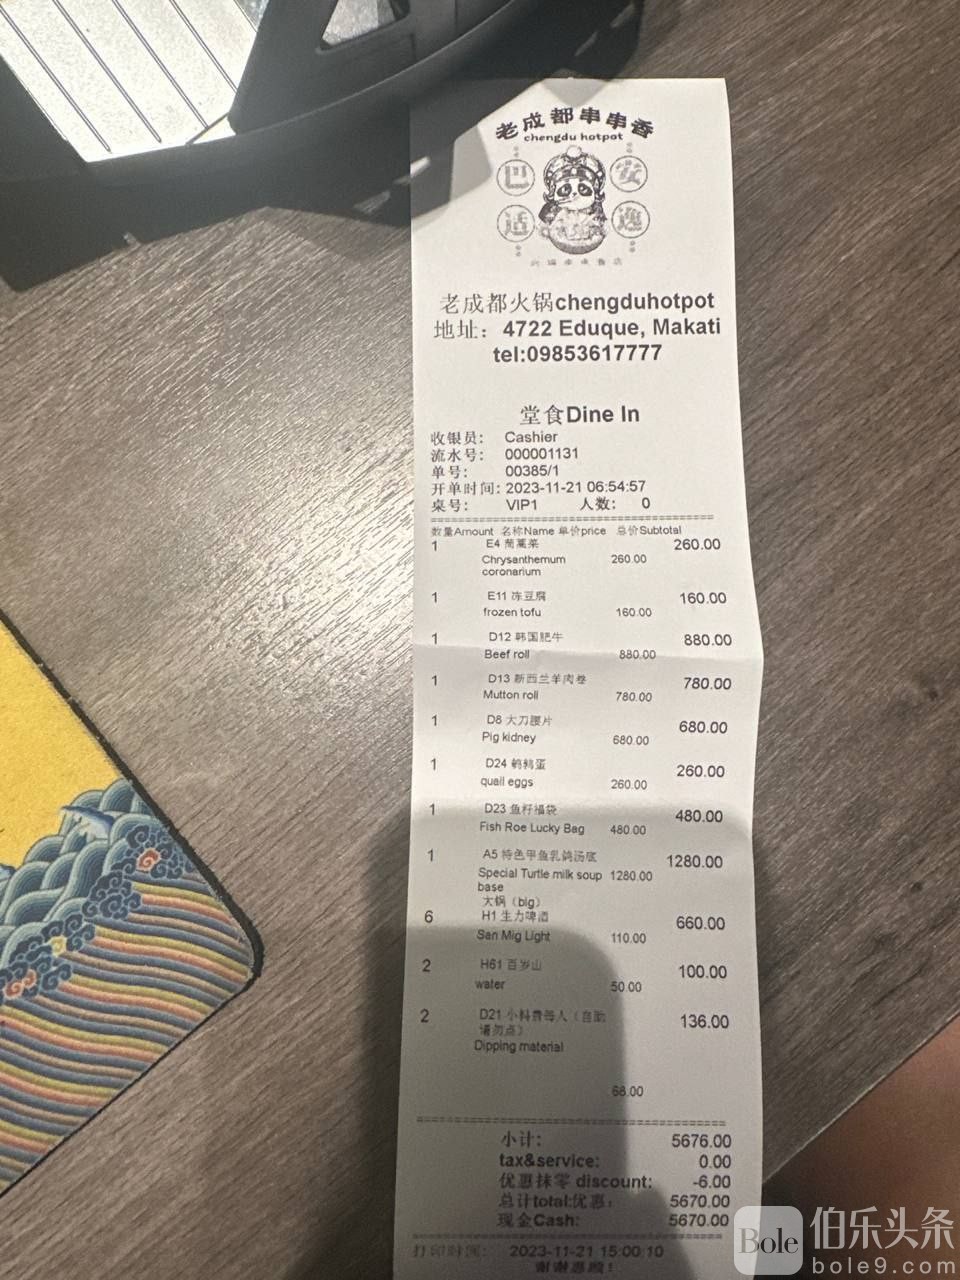 老成都串串香
chengdu hotpot
巴 安
适 逸
老成都火锅chengduhotpot
地址：4722 Eduque, Makati
tel:09853617777
堂食Dine In
收银员: Cashier
流水号: 000001131
单号: 00385/1
开单时间: 2023-11-21 06:54:57
桌号: VIP1 人数: 0
数量Amount 名称Name 单价price 总价Subtotal
1 E4 茼蒿菜 260.00
Chrysanthemum 260.00
coronarium
1 E11 冻豆腐 160.00
frozen tofu 160.00
1 D12 韩国肥牛 880.00
Beef roll 880.00
1 D13 新西兰羊肉卷 780.00
Mutton roll 780.00
1 D8 大刀腰片 680.00
Pig kidney 680.00
1 D24 鹌鹑蛋 260.00
quail eggs 260.00
1 D23 鱼籽福袋 480.00
Fish Roe Lucky Bag 480.00
1 A5 特色甲鱼乳鸽汤底 1280.00
Special Turtle milk soup 1280.00
base
大锅（big）
6 H1 生力啤酒 660.00
San Mig Light 110.00
2 H61 百岁山 100.00
water 50.00
2 D21 小料费每人（自助 136.00
请勿点）
Dipping material
68.00
小计: 5676.00
tax&service: 0.00
优惠抹零 discount: -6.00
总计total:优惠： 5670.00
现金Cash: 5670.00
打印时间: 2023-11-21 15:00:10
谢谢惠顾！
Bole 伯乐头条
bole9.com